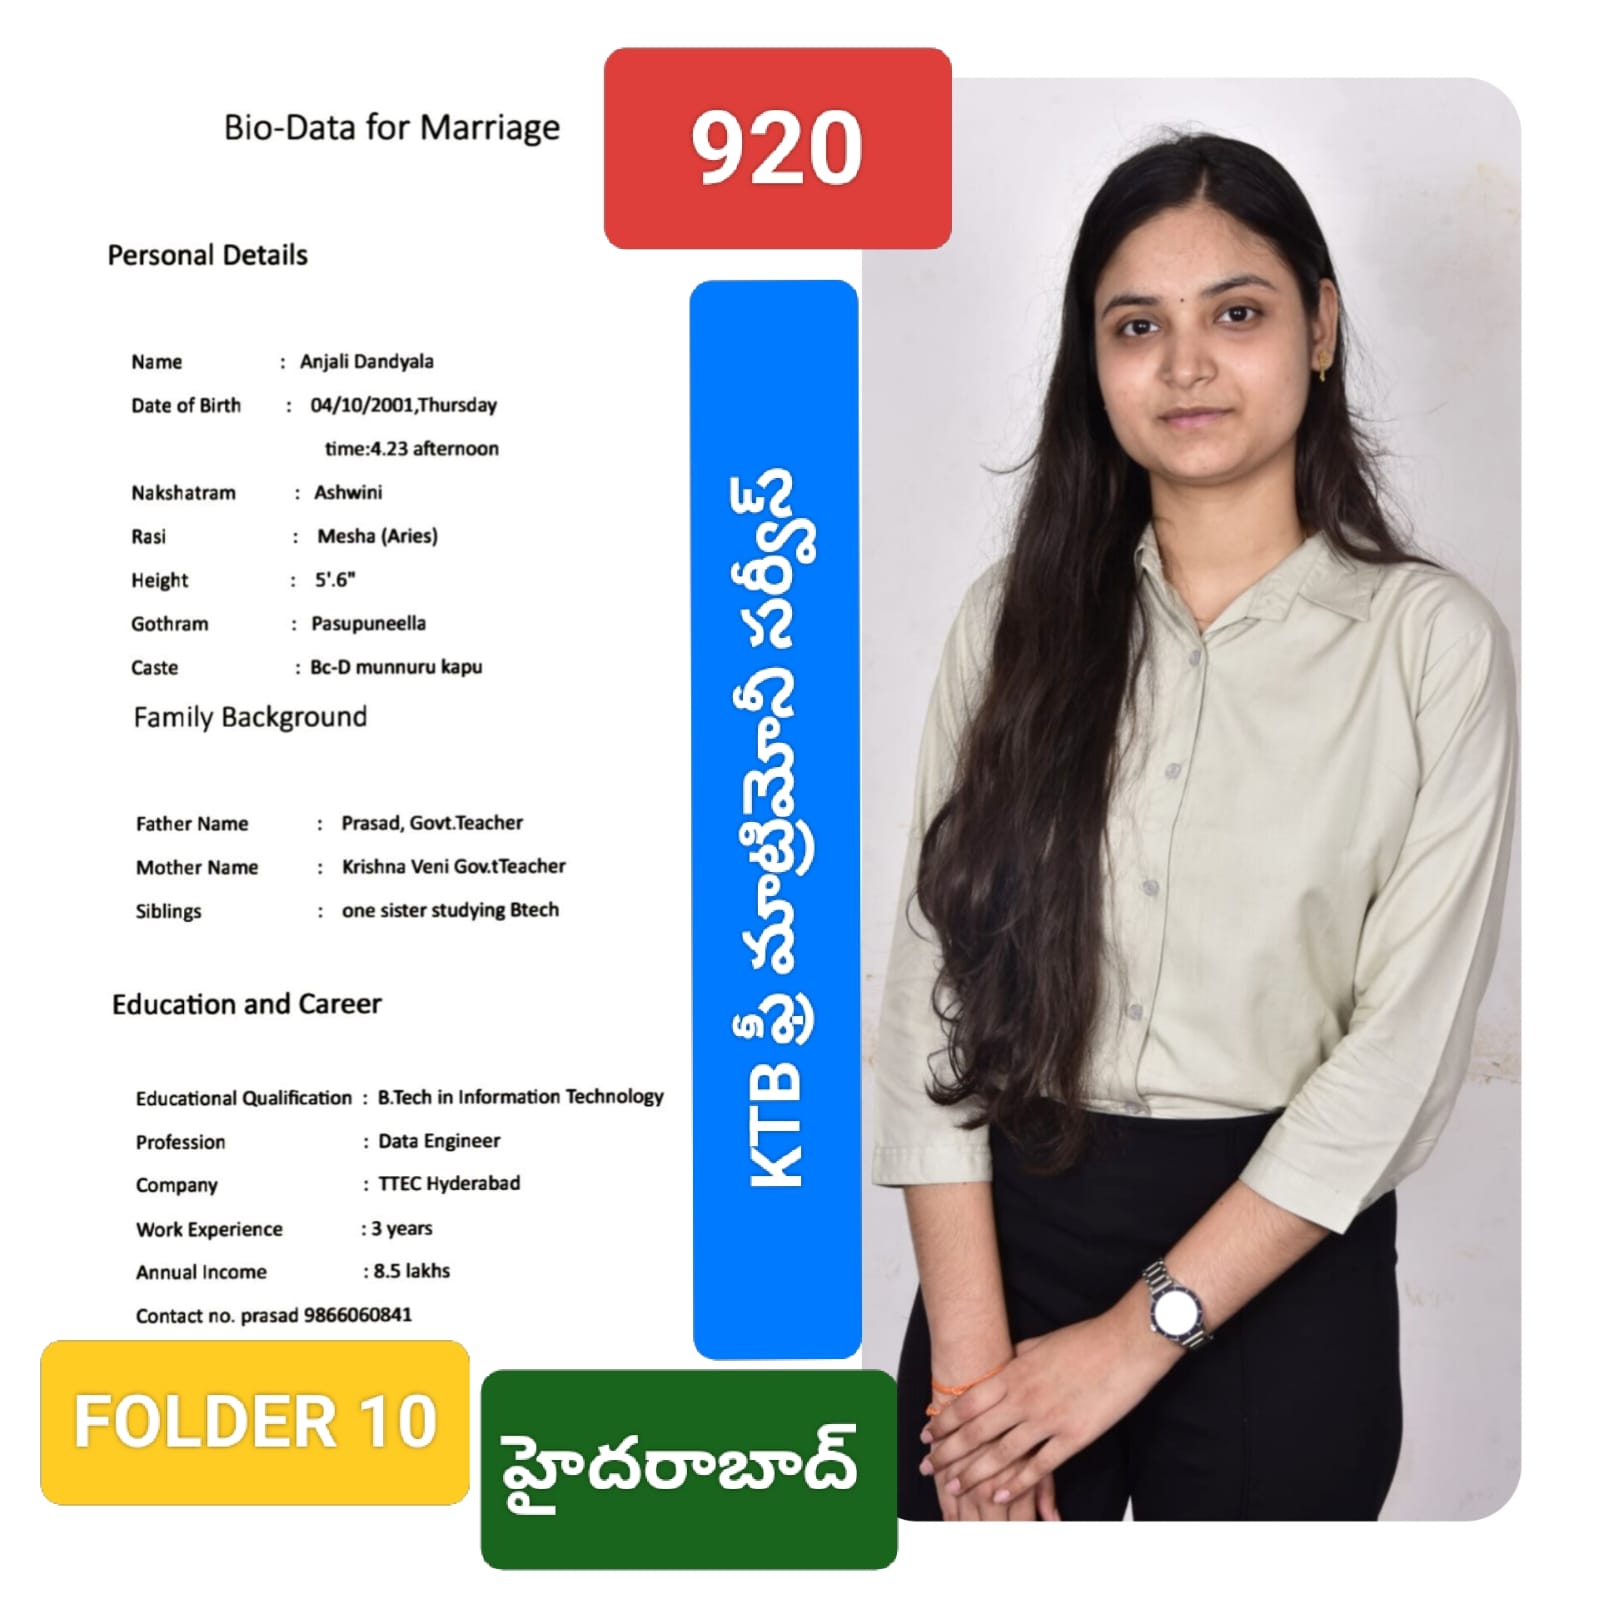 920
Bio-Data for Marriage
Personal Details
Name : Anjali Dandyala
Date of Birth : 04/10/2001,Thursday
time:4.23 afternoon
Nakshatram : Ashwini
Rasi : Mesha (Aries)
Height : 5'.6"
Gothram : Pasupuneella
Caste : Bc-D munnuru kapu
Family Background
Father Name : Prasad, Govt.Teacher
Mother Name : Krishna Veni Gov.tTeacher
Siblings : one sister studying Btech
Education and Career
Educational Qualification : B.Tech in Information Technology
Profession : Data Engineer
Company : TTEC Hyderabad
Work Experience : 3 years
Annual Income : 8.5 lakhs
Contact no. prasad 9866060841
KTB ఫ్రీ మాట్రిమోనీ సర్వీస్
FOLDER 10
హైదరాబాద్